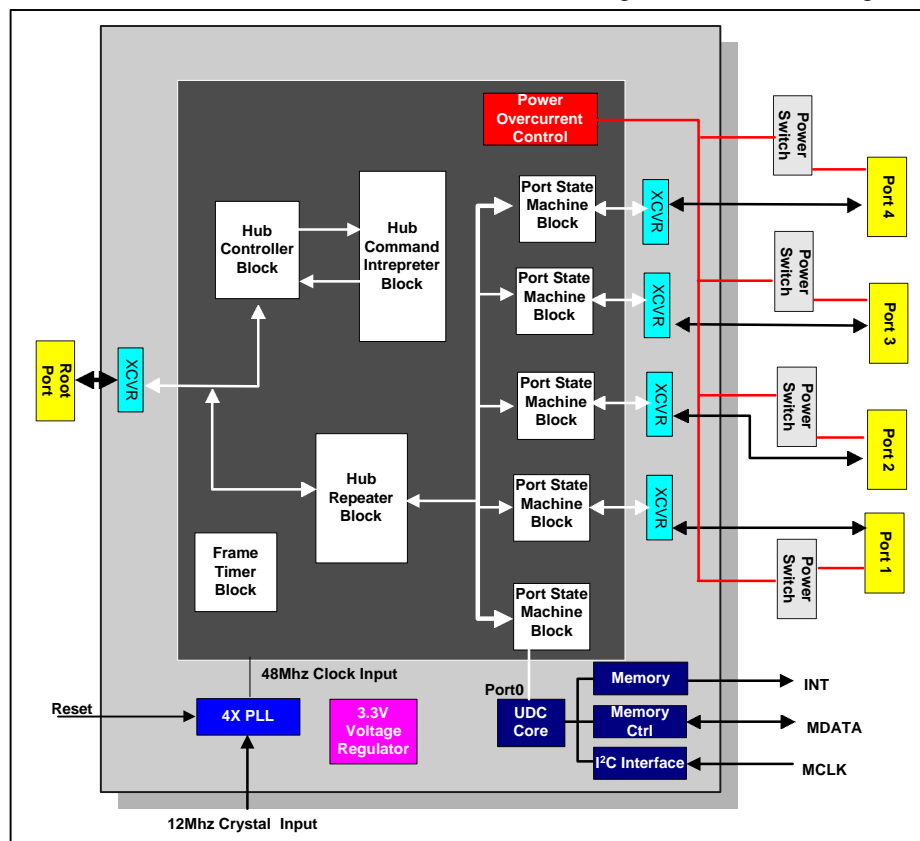 Power
Overcurrent
Control
Power
Switch
Port 4
Port State
Machine
Block
XCVR
Hub
Controller
Block
Hub
Command
Intrepreter
Block
Port State
Machine
Block
XCVR
Power
Switch
Port 3
Root
Port
XCVR
Port State
Machine
Block
XCVR
Power
Switch
Port 2
Hub
Repeater
Block
Port State
Machine
Block
XCVR
Port 1
Power
Switch
Frame
Timer
Block
Port State
Machine
Block
48Mhz Clock Input
Port0
Reset
4X PLL
3.3V
Voltage
Regulator
UDC
Core
Memory
INT
Memory
Ctrl
MDATA
I²C Interface
MCLK
12Mhz Crystal Input